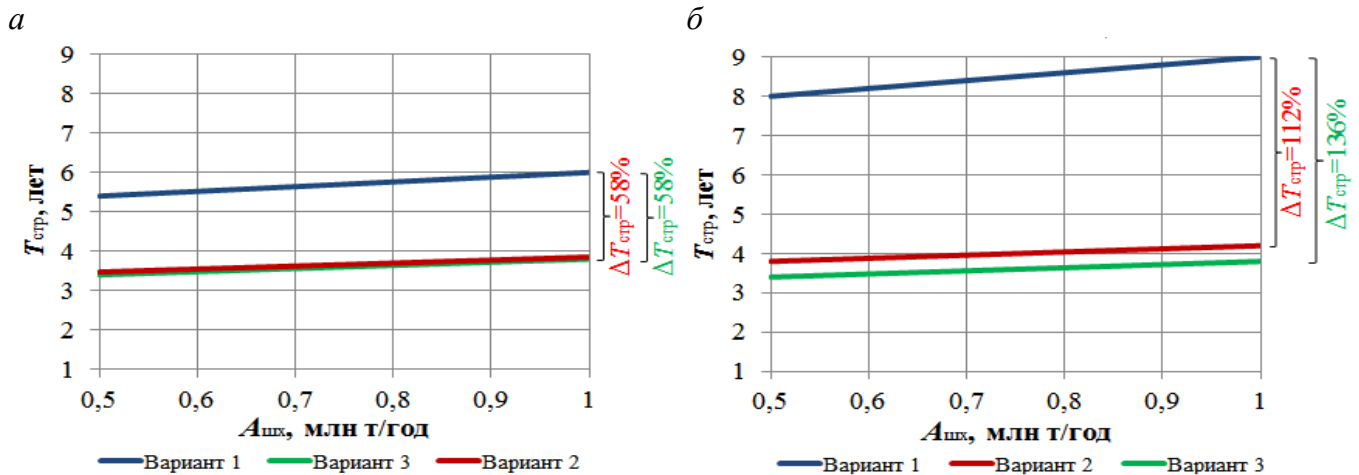 а
9
8
7
6
5
4
3
2
1
Tстр, лет
0,5 0,6 0,7 0,8 0,9 1
Aшх, млн т/год
ΔTстр=58%
ΔTстр=58%
Вариант 1 Вариант 3 Вариант 2
б
9
8
7
6
5
4
3
2
1
Tстр, лет
0,5 0,6 0,7 0,8 0,9 1
Aшх, млн т/год
ΔTстр=112%
ΔTстр=136%
Вариант 1 Вариант 2 Вариант 3